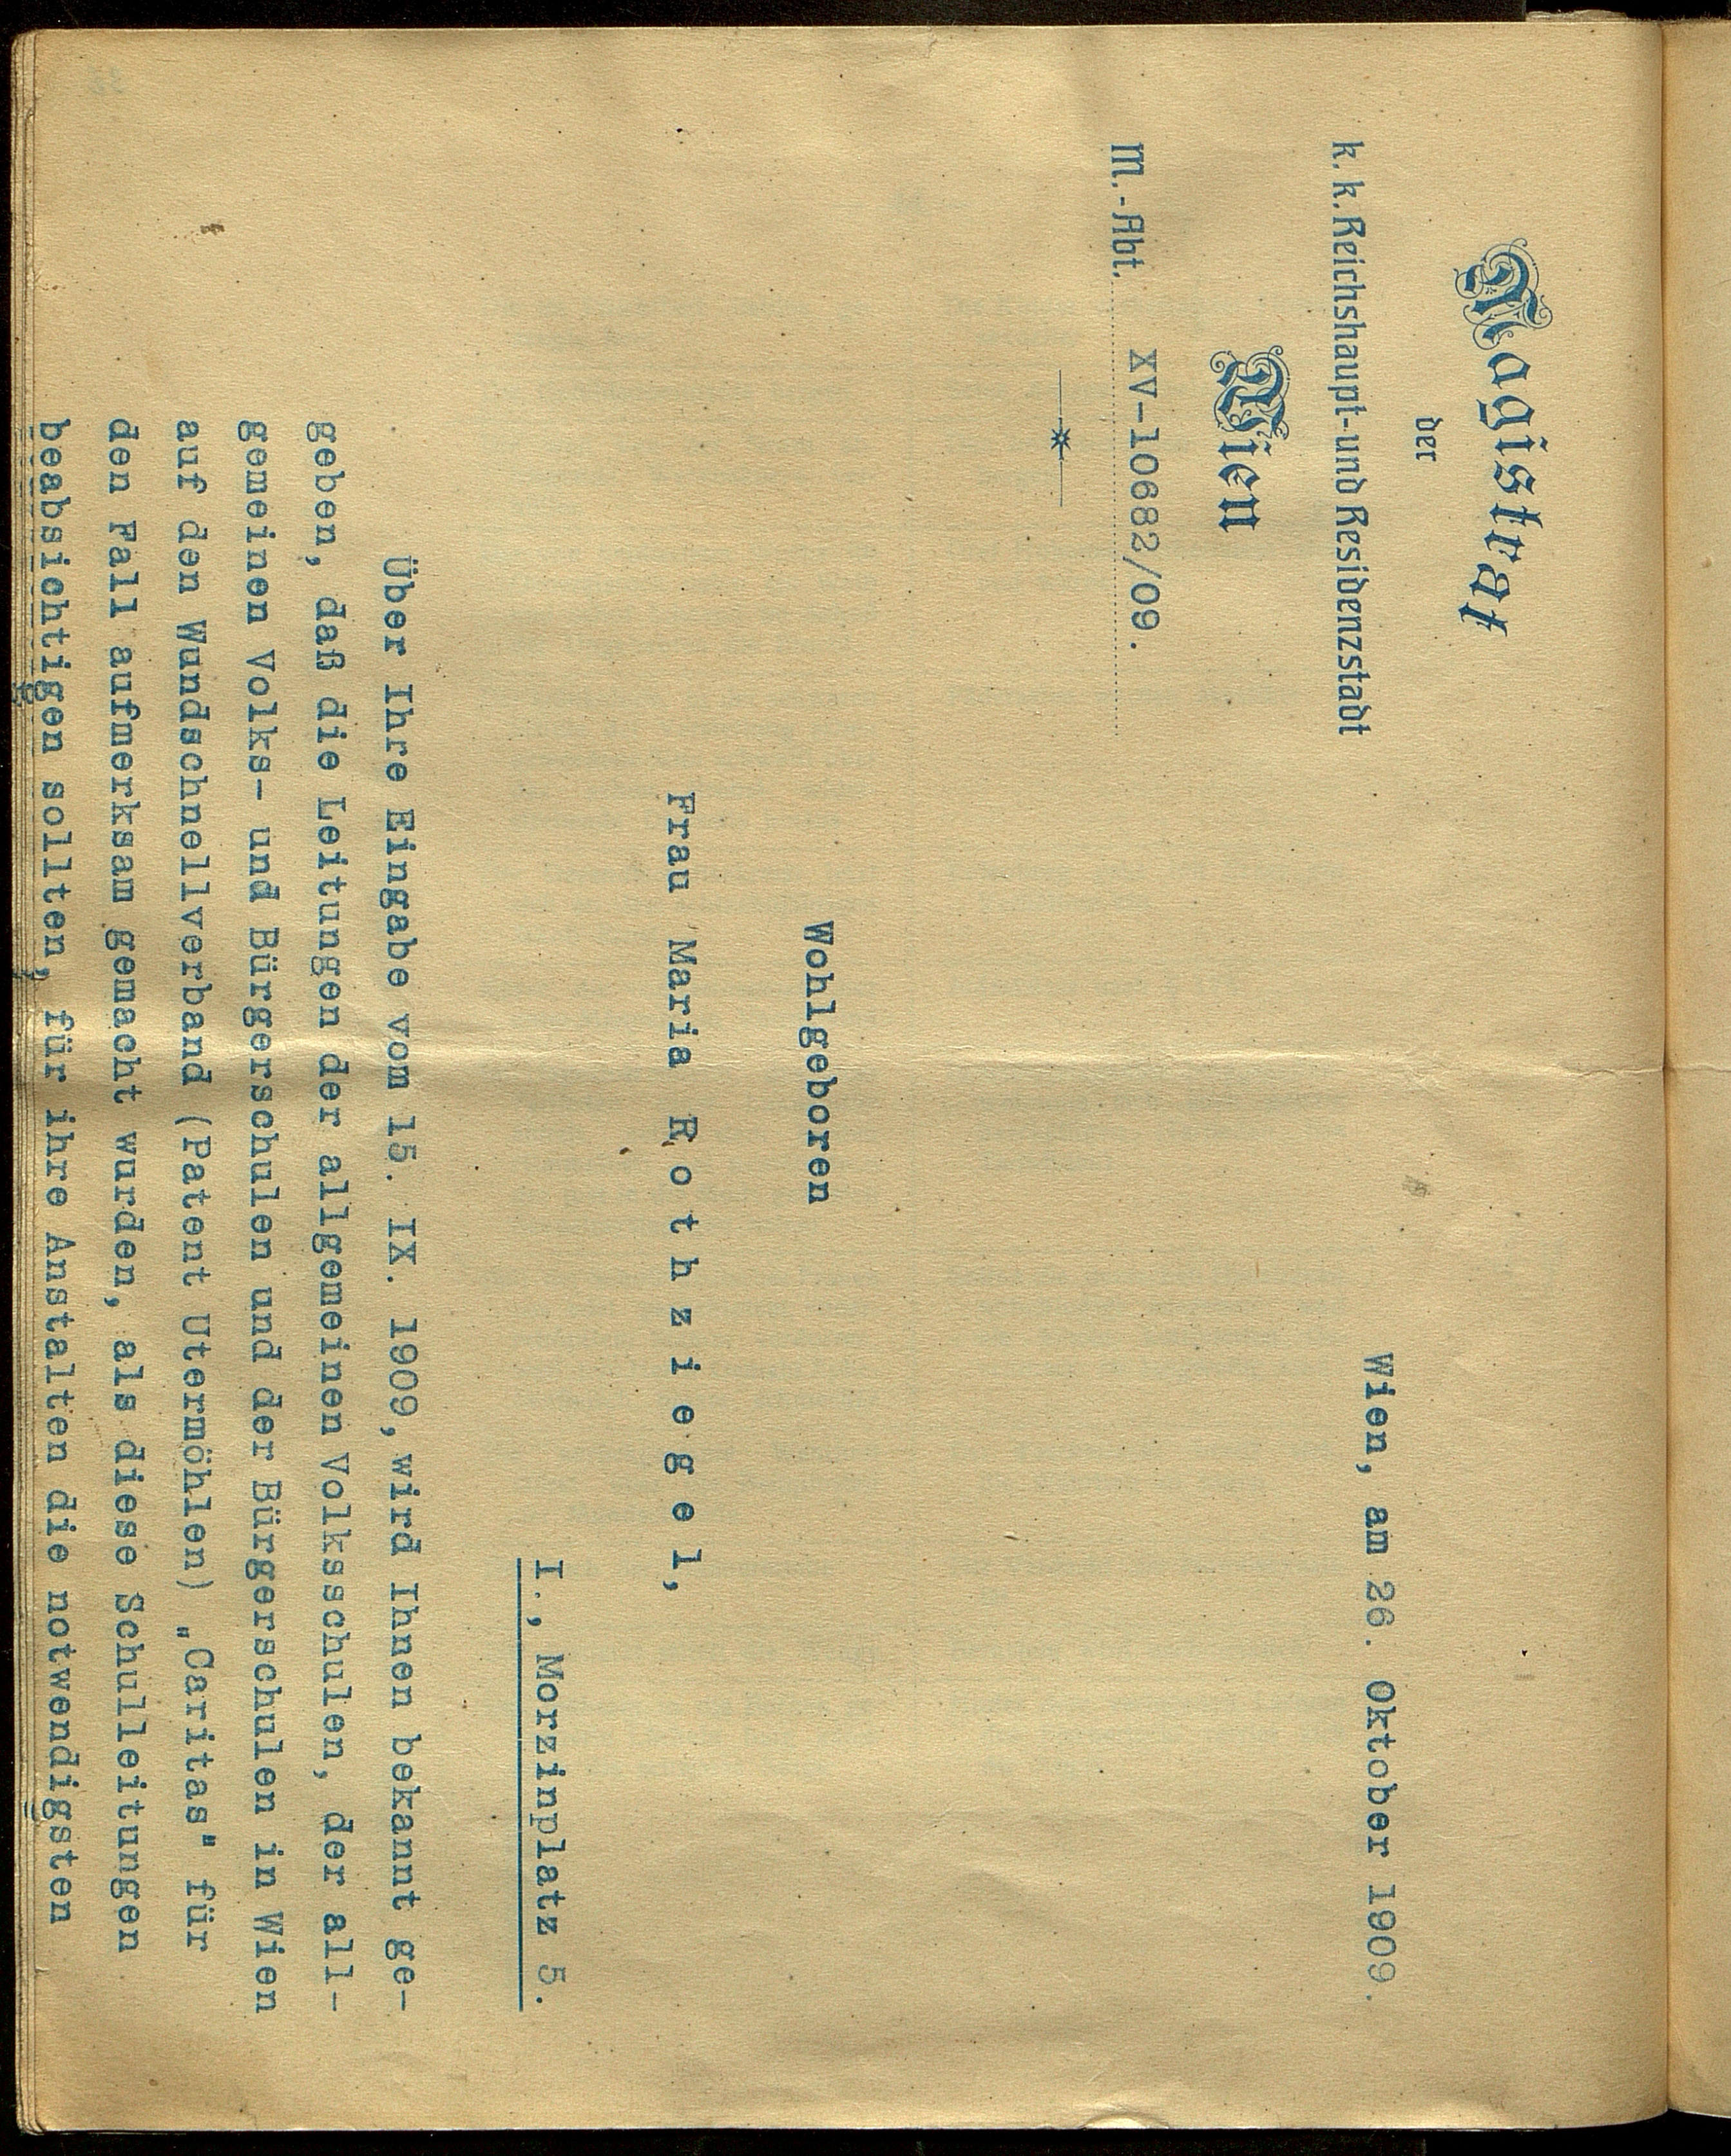 Magistrat
der
k. k. Reichshaupt- und Residenzstadt
Wien
M.-Abt. XV-10682/09.
Wien, am 26. Oktober 1909.
Wohlgeboren
Frau Maria Rothziegel,
I., Morzinplatz 5.
Über Ihre Eingabe vom 15. IX. 1909, wird Ihnen bekannt ge-
geben, daß die Leitungen der allgemeinen Volksschulen, der all-
gemeinen Volks- und Bürgerschulen und der Bürgerschulen in Wien
auf den Wundschnellverband (Patent Utermöhlen) „Caritas" für
den Fall aufmerksam gemacht wurden, als diese Schulleitungen
beabsichtigen sollten, für ihre Anstalten die notwendigsten